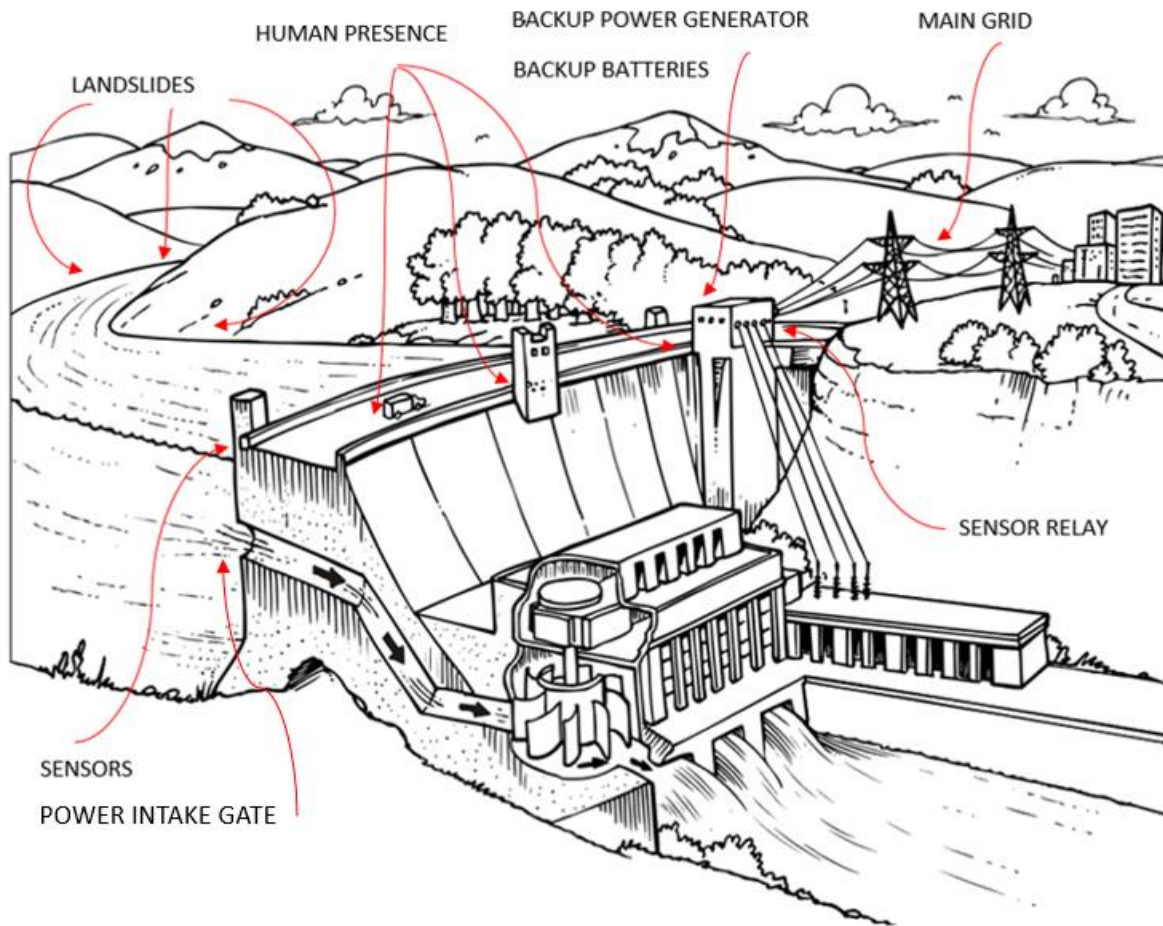 HUMAN PRESENCE
BACKUP POWER GENERATOR
BACKUP BATTERIES
MAIN GRID
LANDSLIDES
SENSOR RELAY
SENSORS
POWER INTAKE GATE